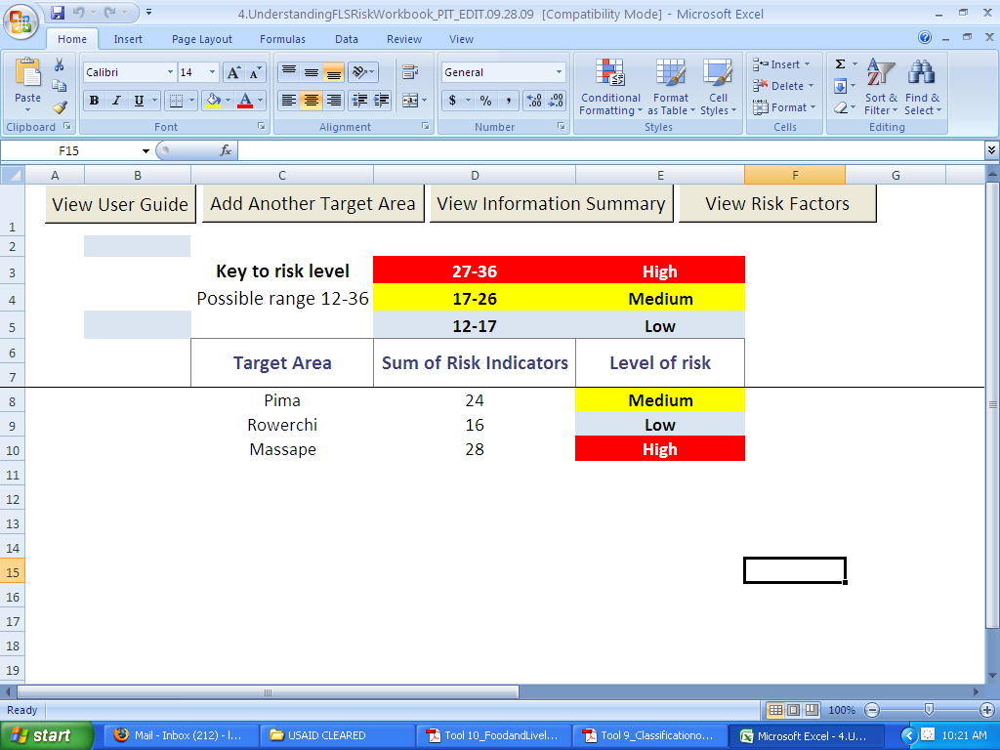 4.UnderstandingFLSRiskWorkbook_PIT_EDIT.09.28.09 [Compatibility Mode] - Microsoft Excel
Home Insert Page Layout Formulas Data Review View
Calibri 14 General
Paste
B I U A $ % ,
Conditional Formatting
Format as Table
Cell Styles
Insert
Delete
Format
Σ
Sort & Filter
Find & Select
Clipboard Font Alignment Number Styles Cells Editing
F15 fx
A B C D E F G
View User Guide Add Another Target Area View Information Summary View Risk Factors
1
2
3 Key to risk level 27-36 High
4 Possible range 12-36 17-26 Medium
5 12-17 Low
6
Target Area Sum of Risk Indicators Level of risk
7
8 Pima 24 Medium
9 Rowerchi 16 Low
10 Massape 28 High
11
12
13
14
15
16
17
18
19
Ready 100%
start Mail - Inbox (212) - l... USAID CLEARED Tool 10_FoodandLivel... Tool 9_Classificationo... Microsoft Excel - 4.U... 10:21 AM